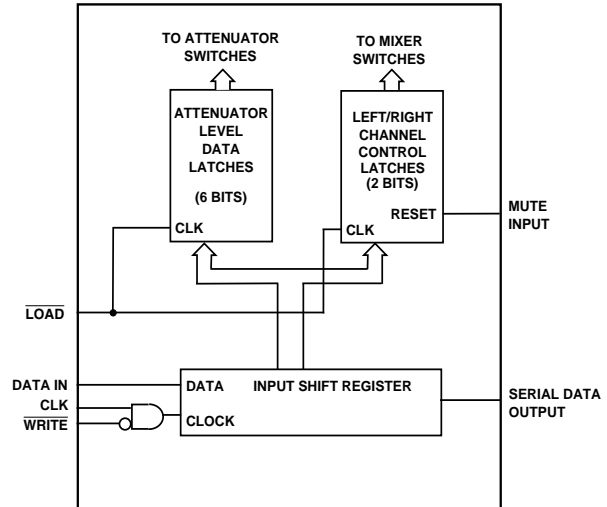 TO ATTENUATOR
SWITCHES
TO MIXER
SWITCHES
ATTENUATOR
LEVEL
DATA
LATCHES
(6 BITS)
CLK
LEFT/RIGHT
CHANNEL
CONTROL
LATCHES
(2 BITS)
RESET
CLK
MUTE
INPUT
LOAD
DATA IN
CLK
WRITE
DATA
INPUT SHIFT REGISTER
CLOCK
SERIAL DATA
OUTPUT